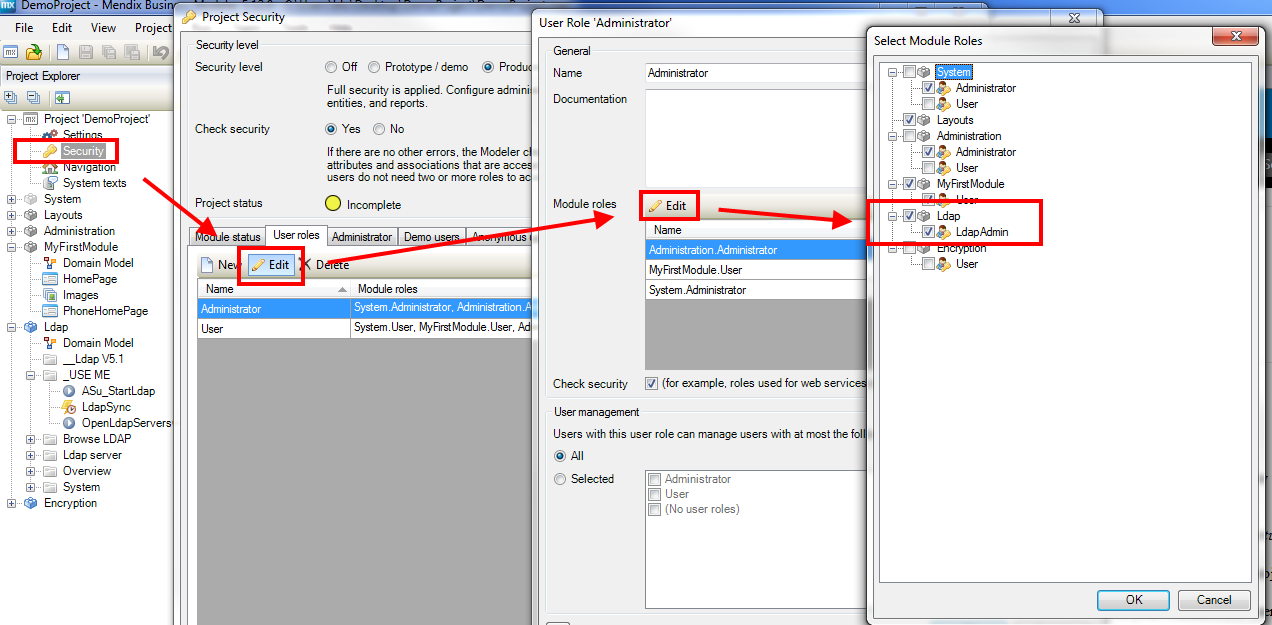 DemoProject - Mendix Busin
File Edit View Project
Project Explorer
Project 'DemoProject'
Settings
Security
Navigation
System texts
System
Layouts
Administration
MyFirstModule
Domain Model
HomePage
Images
PhoneHomePage
Ldap
Domain Model
__Ldap V5.1
_USE ME
ASu_StartLdap
LdapSync
OpenLdapServers
Browse LDAP
Ldap server
Overview
System
Encryption
Project Security
Security level
Security level Off Prototype / demo Produc
Full security is applied. Configure adminis
entities, and reports.
Check security Yes No
If there are no other errors, the Modeler ch
attributes and associations that are acces
users do not need two or more roles to ac
Project status Incomplete
Module status User roles Administrator Demo users Anonymous u
New Edit Delete
Name Module roles
Administrator System.Administrator, Administration.A
User System.User, MyFirstModule.User, Ad
User Role 'Administrator'
General
Name Administrator
Documentation
Module roles Edit
Name
Administration.Administrator
MyFirstModule.User
System.Administrator
Check security (for example, roles used for web services
User management
Users with this user role can manage users with at most the foll
All
Selected Administrator
User
(No user roles)
Select Module Roles
System
Administrator
User
Layouts
Administration
Administrator
User
MyFirstModule
User
Ldap
LdapAdmin
Encryption
User
OK Cancel